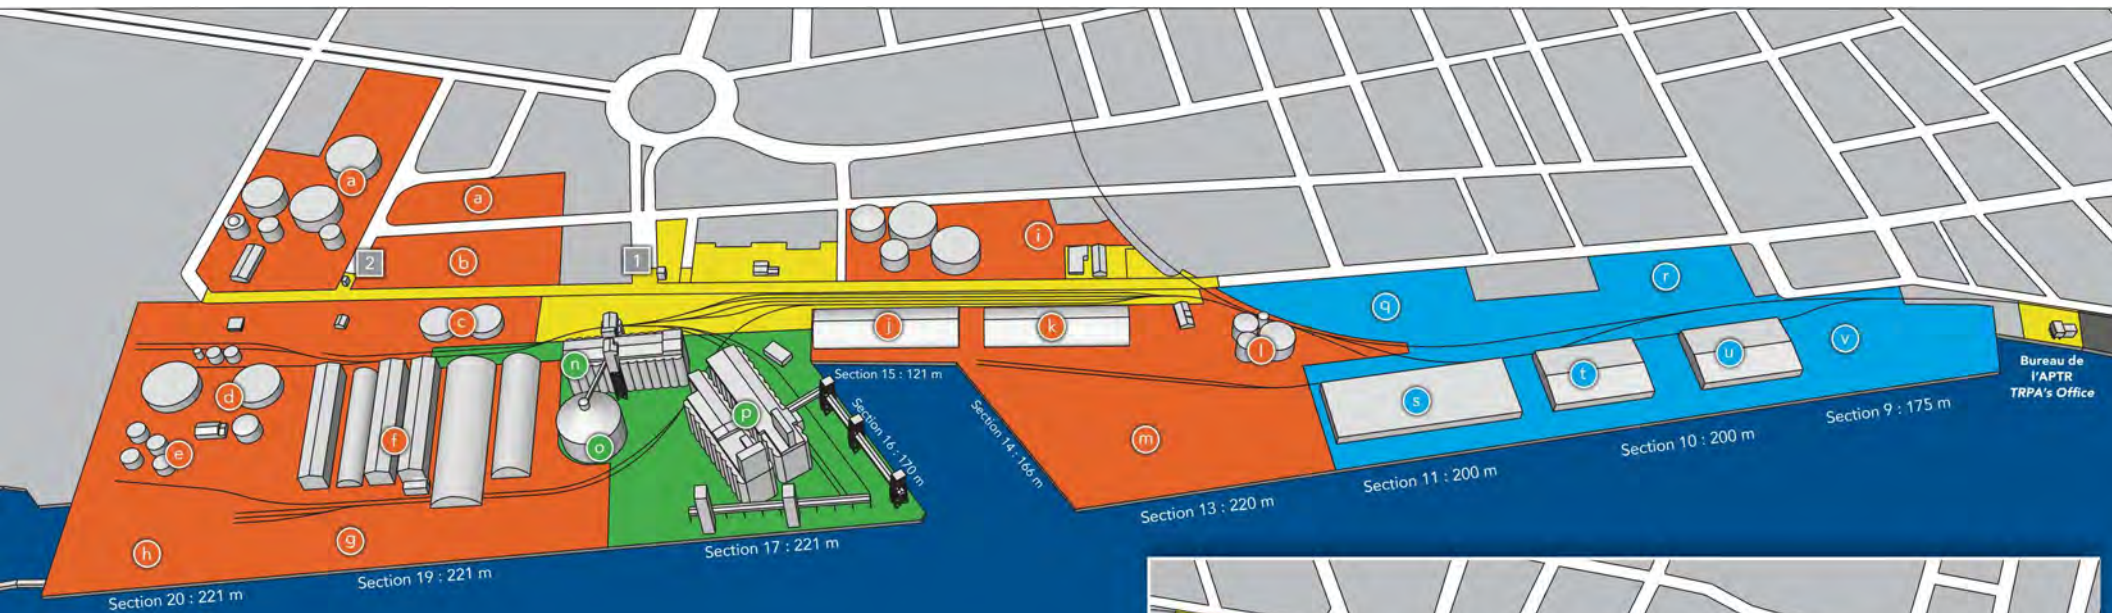 a
a
2
b
1
i
q
r
c
j
k
l
v
n
u
t
s
d
f
e
p
o
m
g
h
Section 15 : 121 m
Section 16 : 170 m
Section 14 : 166 m
Bureau de
l'APTR
TRPA's Office
Section 9 : 175 m
Section 10 : 200 m
Section 11 : 200 m
Section 13 : 220 m
Section 17 : 221 m
Section 19 : 221 m
Section 20 : 221 m